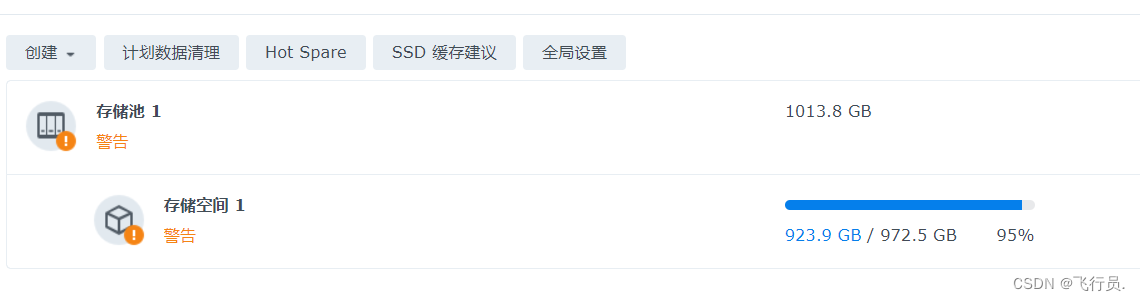 创建 计划数据清理 Hot Spare SSD 缓存建议 全局设置
存储池 1 1013.8 GB
警告
存储空间 1
警告 923.9 GB / 972.5 GB 95%
CSDN @飞行员.